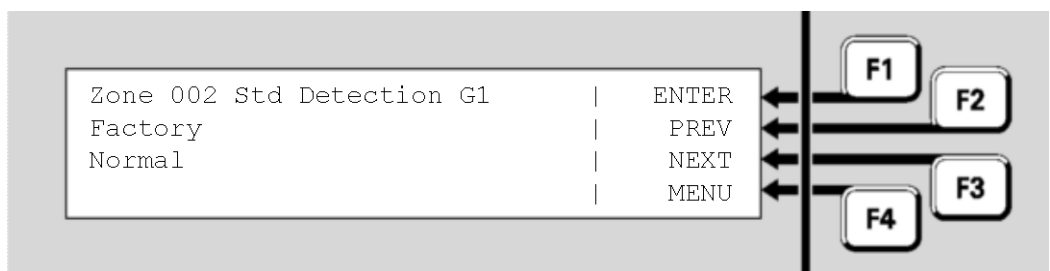 Zone 002 Std Detection G1 | ENTER
Factory | PREV
Normal | NEXT
| MENU
F1
F2
F3
F4